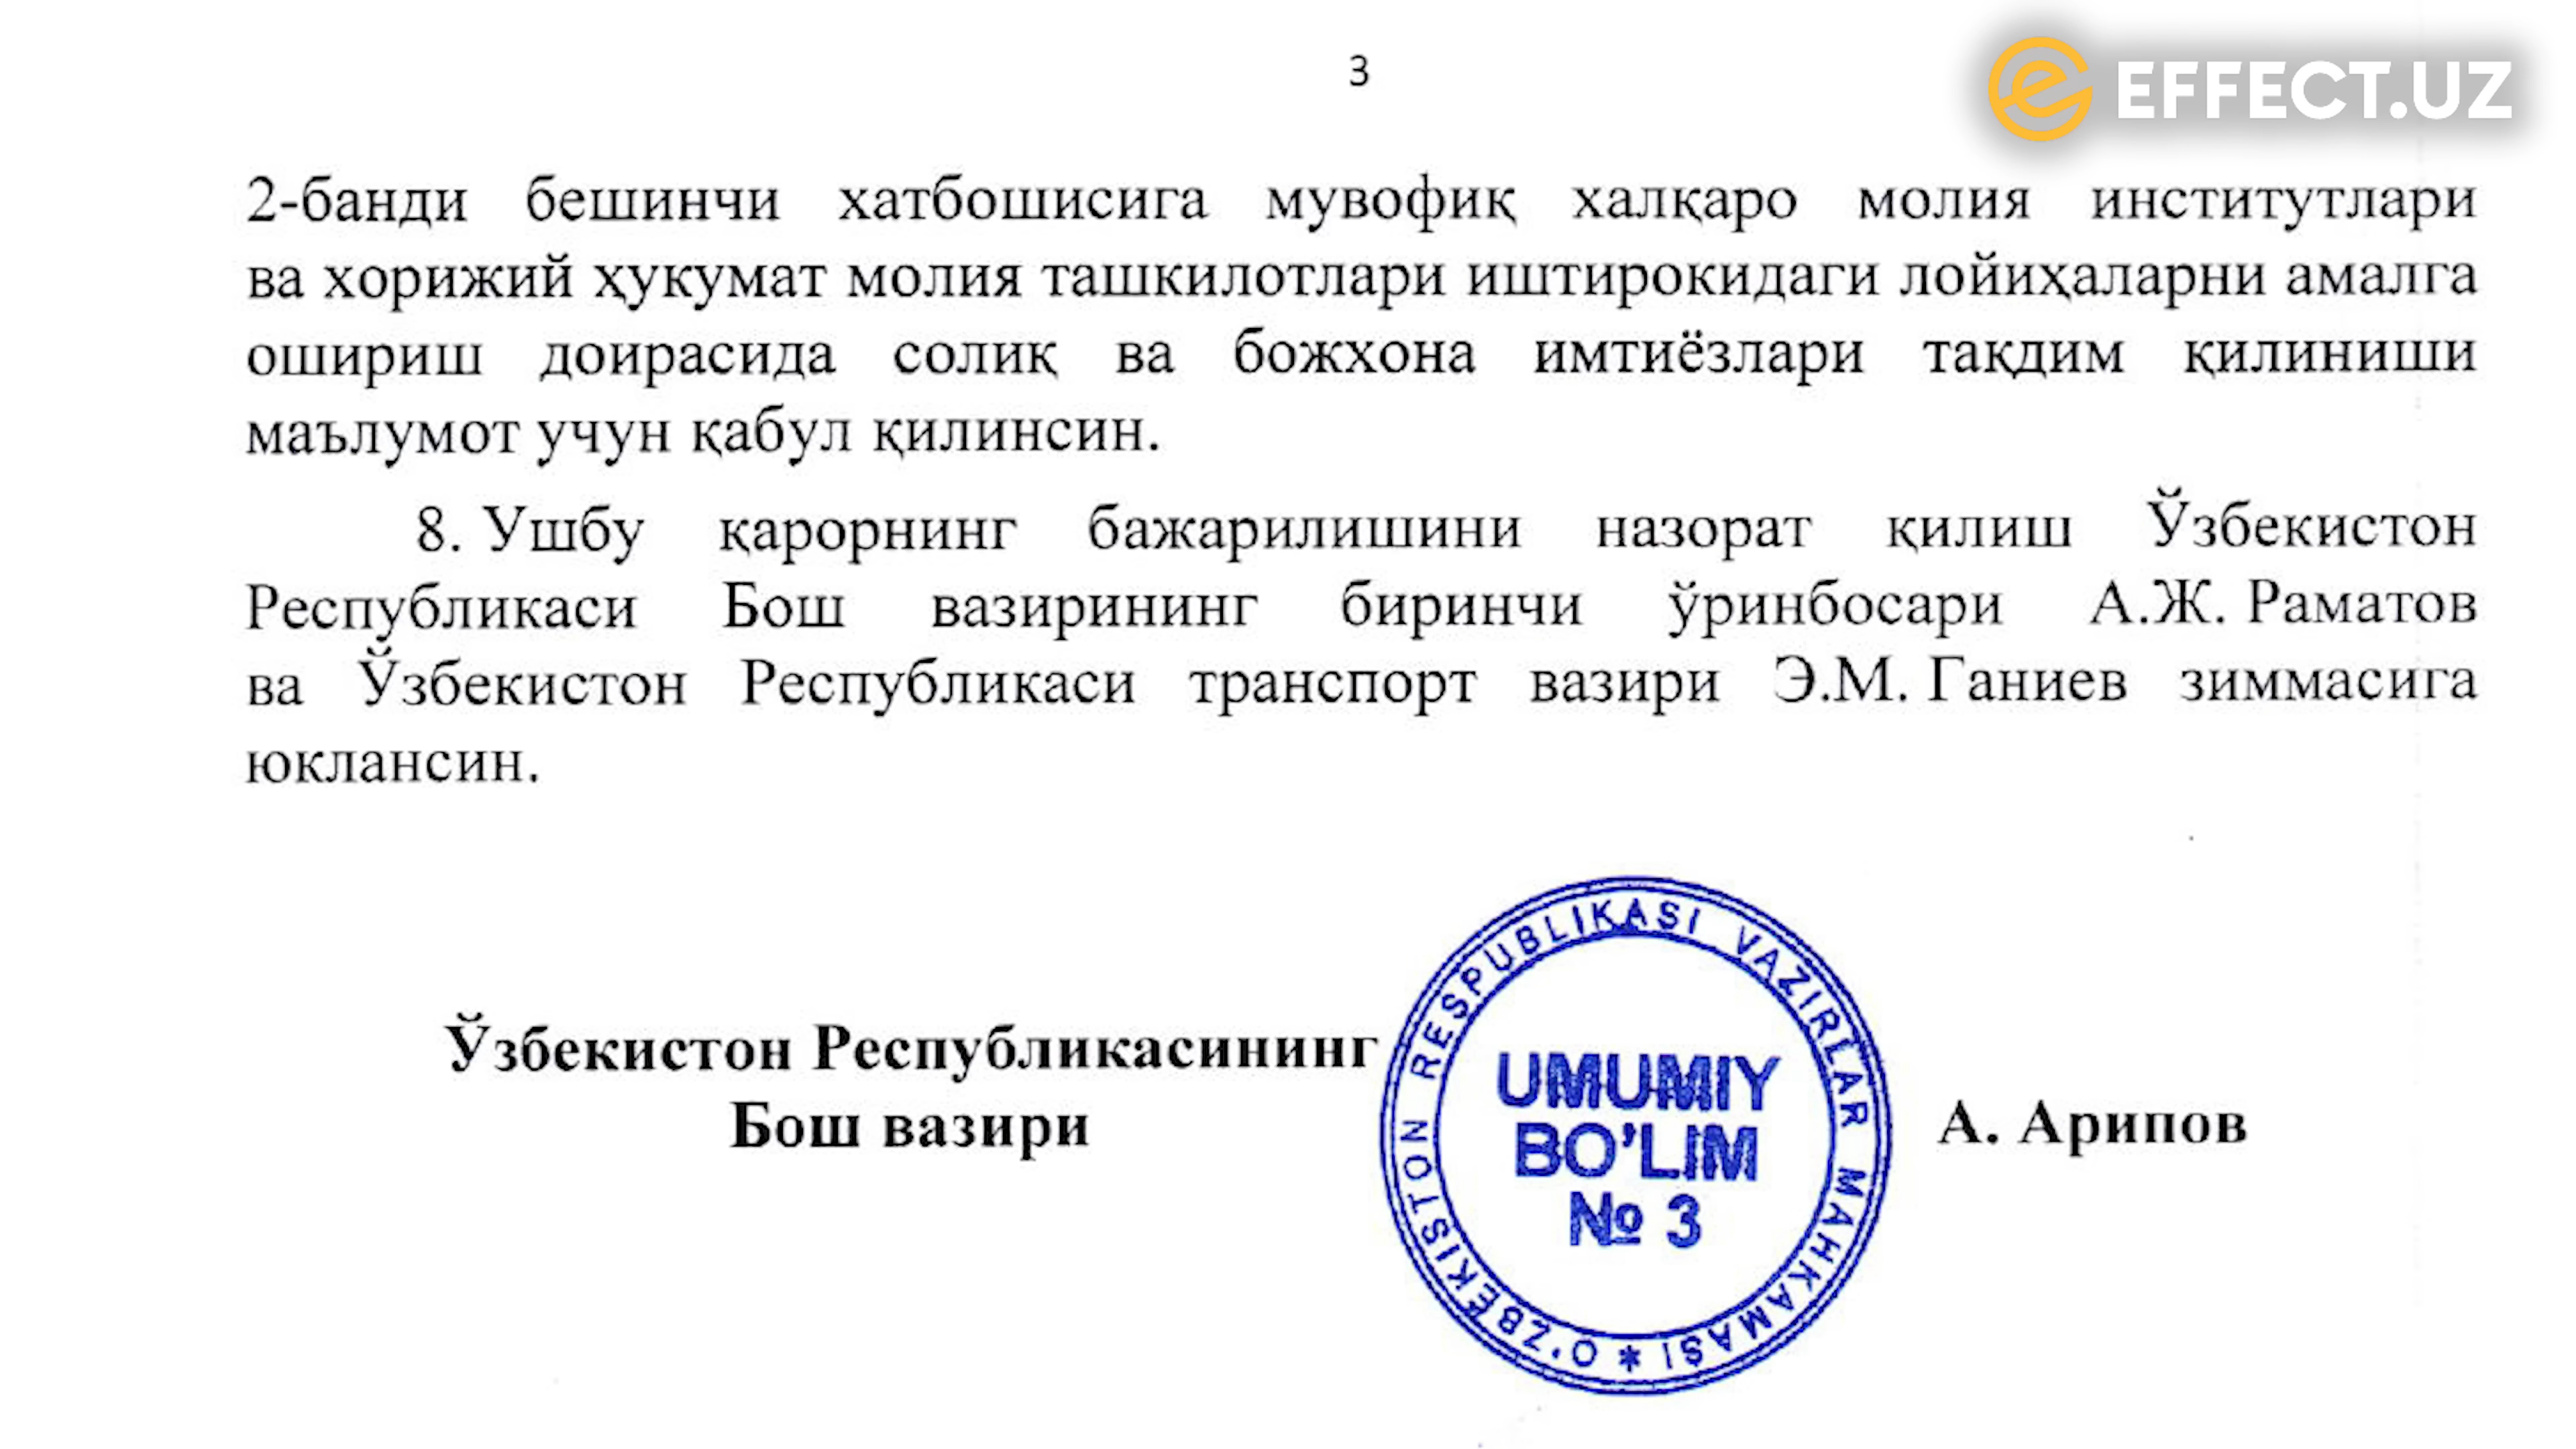 3
EFFECT.UZ
2-банди бешинчи хатбошисига мувофиқ халқаро молия институтлари
ва хорижий ҳукумат молия ташкилотлари иштирокидаги лойиҳаларни амалга
ошириш доирасида солиқ ва божхона имтиёзлари тақдим қилиниши
маълумот учун қабул қилинсин.
8. Ушбу қарорнинг бажарилишини назорат қилиш Ўзбекистон
Республикаси Бош вазирининг биринчи ўринбосари А.Ж. Раматов
ва Ўзбекистон Республикаси транспорт вазири Э.М. Ганиев зиммасига
юклансин.
Ўзбекистон Республикасининг
Бош вазири
O'ZBEKISTON RESPUBLIKASI VAZIRLAR MAHKAMASI *
UMUMIY
BO'LIM
№ 3
А. Арипов